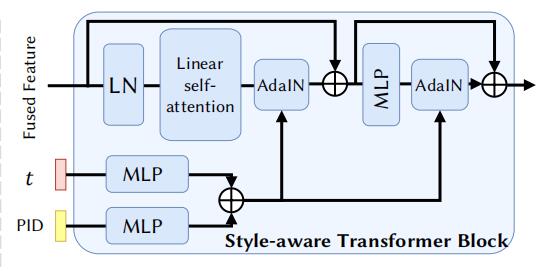 Fused Feature
LN
Linear
self-
attention
AdaIN
MLP
AdaIN
t
MLP
PID
MLP
Style-aware Transformer Block